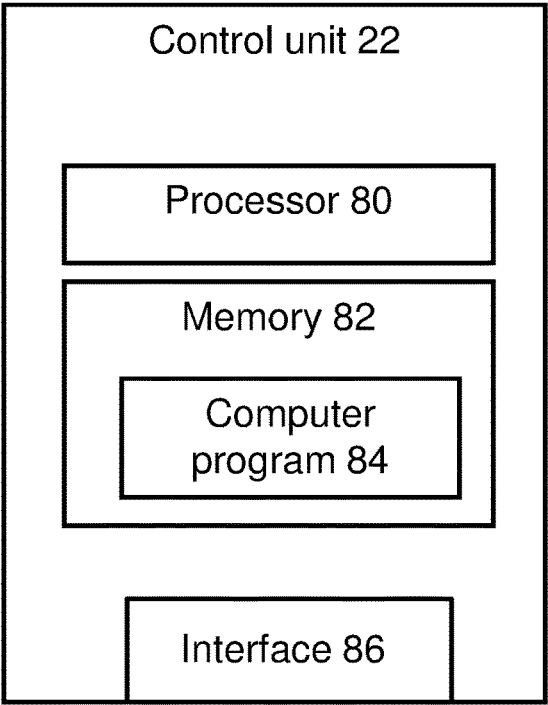 Control unit 22
Processor 80
Memory 82
Computer
program 84
Interface 86